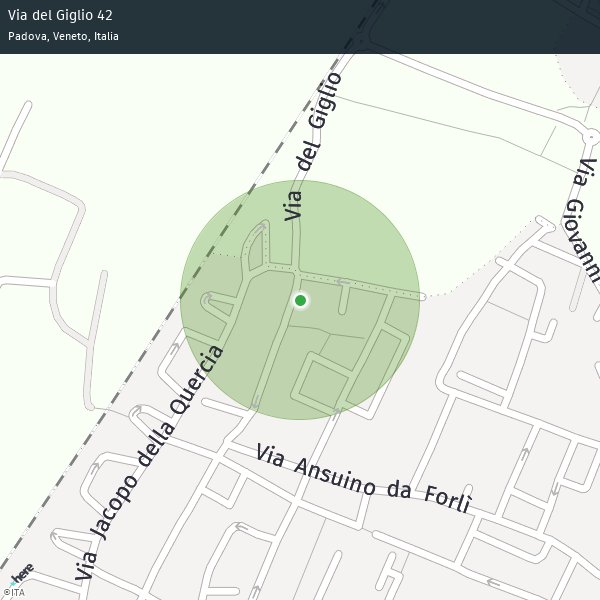 Via del Giglio 42
Padova, Veneto, Italia
Via del Giglio
Via Giovanni
Via Jacopo della Quercia
Via Ansuino da Forlì
here
©ITA